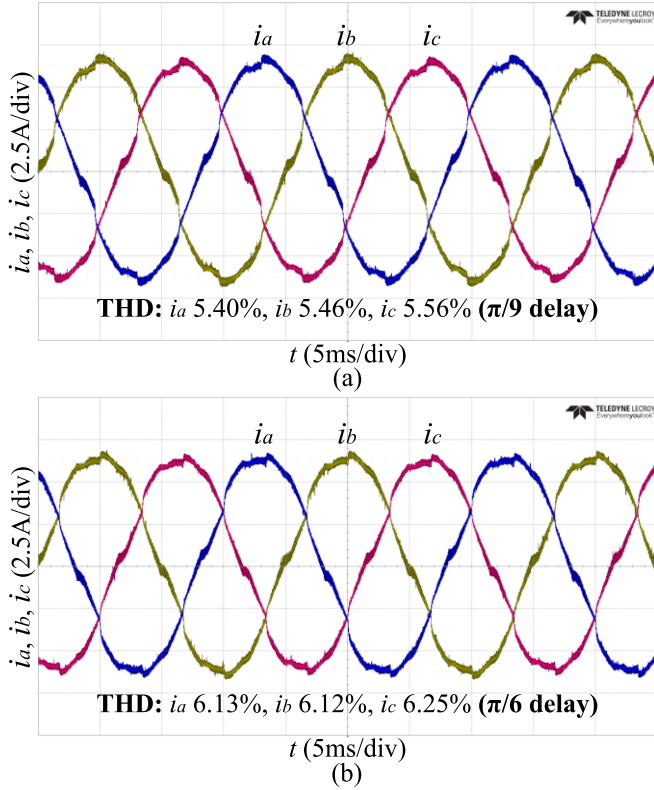 TELEDYNE LECROY
Everywhereyoulook
ia ib ic
ia, ib, ic (2.5A/div)
THD: ia 5.40%, ib 5.46%, ic 5.56% (π/9 delay)
t (5ms/div)
(a)
TELEDYNE LECROY
Everywhereyoulook
ia ib ic
ia, ib, ic (2.5A/div)
THD: ia 6.13%, ib 6.12%, ic 6.25% (π/6 delay)
t (5ms/div)
(b)